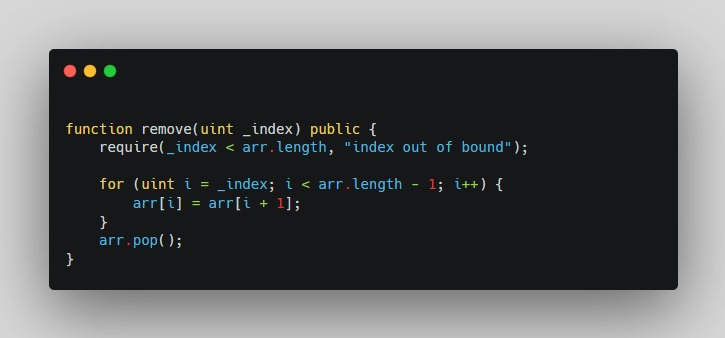 function remove(uint _index) public {
    require(_index < arr.length, "index out of bound");
    for (uint i = _index; i < arr.length - 1; i++) {
        arr[i] = arr[i + 1];
    }
    arr.pop();
}